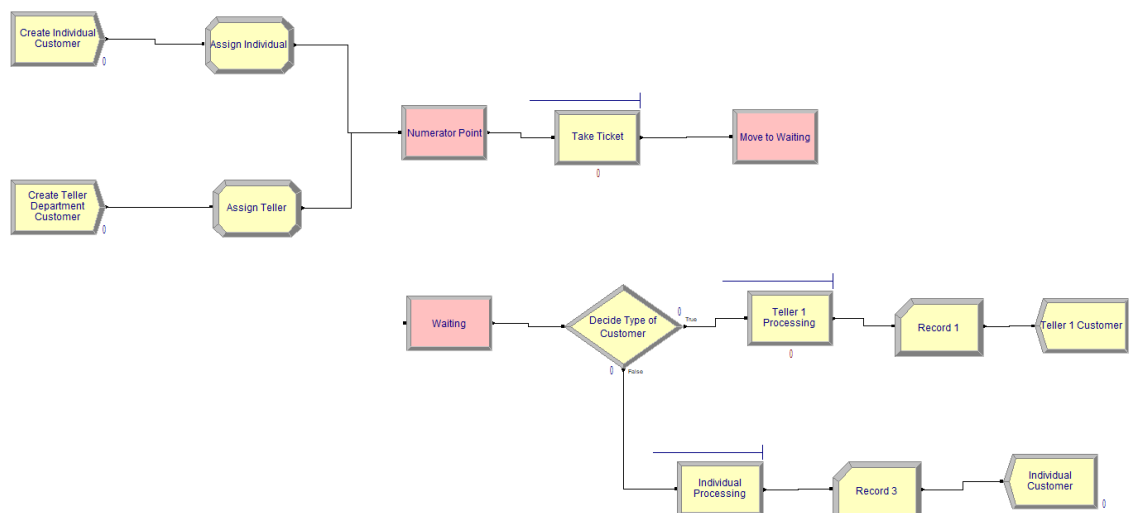 Create Individual
Customer
0
Assign Individual
Numerator Point
Take Ticket
0
Move to Waiting
Create Teller
Department
Customer
0
Assign Teller
Waiting
Decide Type of
Customer
0
True
0
False
Teller 1
Processing
0
Record 1
Teller 1 Customer
Individual
Processing
Record 3
Individual
Customer
0